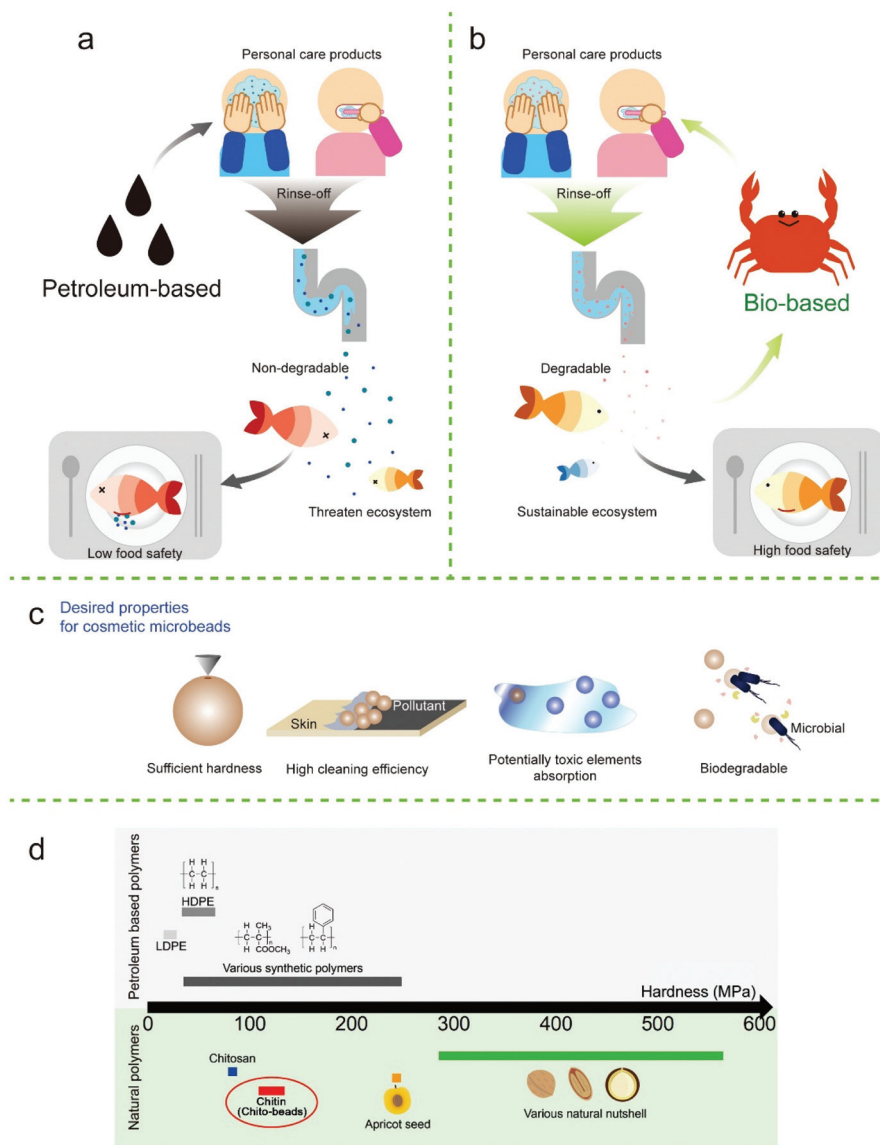 a
Personal care products
Rinse-off
Petroleum-based
Non-degradable
Threaten ecosystem
Low food safety
b
Personal care products
Rinse-off
Bio-based
Degradable
Sustainable ecosystem
High food safety
c
Desired properties
for cosmetic microbeads
Skin
Pollutant
Microbial
Sufficient hardness
High cleaning efficiency
Potentially toxic elements
absorption
Biodegradable
d
Petroleum based polymers
H H
C C
H H
n
HDPE
LDPE
H CH3
C C
H COOCH3
n
H H
C C
H
n
Various synthetic polymers
Hardness (MPa)
0 100 200 300 400 500 600
Natural polymers
Chitosan
Chitin
(Chito-beads)
Apricot seed
Various natural nutshell